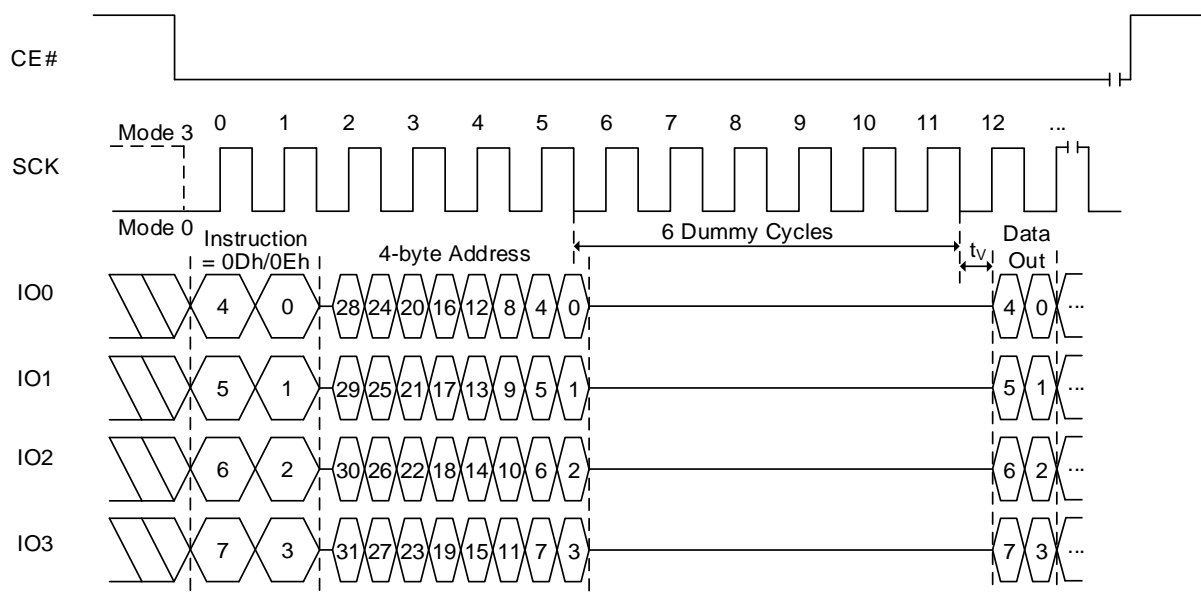 CE#
Mode 3
0 1 2 3 4 5 6 7 8 9 10 11 12 ...
SCK
Mode 0
Instruction
= 0Dh/0Eh
4-byte Address
6 Dummy Cycles
tV
Data
Out
IO0 4 0 28 24 20 16 12 8 4 0 4 0 ...
IO1 5 1 29 25 21 17 13 9 5 1 5 1 ...
IO2 6 2 30 26 22 18 14 10 6 2 6 2 ...
IO3 7 3 31 27 23 19 15 11 7 3 7 3 ...